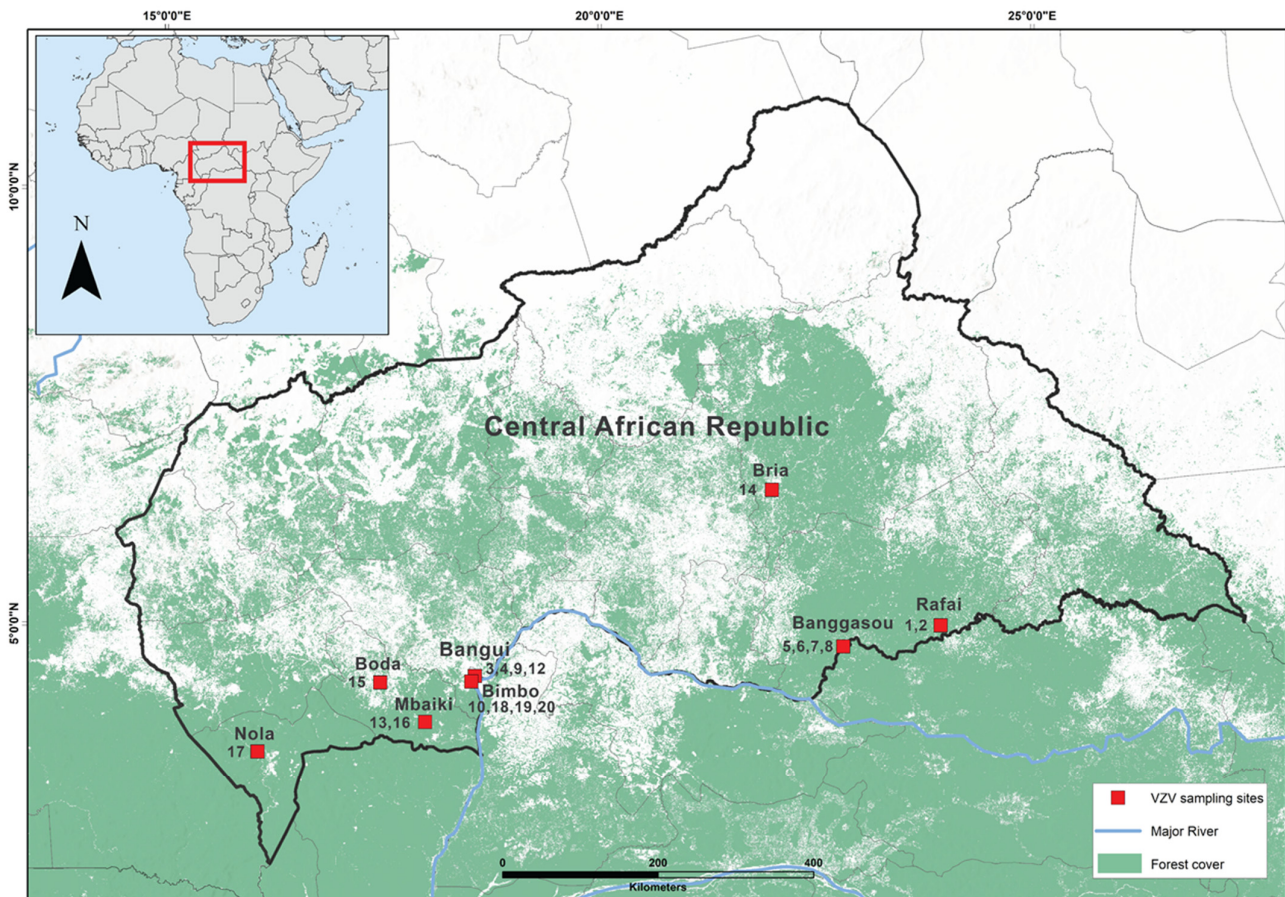 15°0'0"E
20°0'0"E
25°0'0"E
10°0'0"N
5°0'0"N
N
Central African Republic
Bria
14
Rafai
1,2
Banggasou
5,6,7,8
Bangui
3,4,9,12
Boda
15
Bimbo
10,18,19,20
Mbaiki
13,16
Nola
17
VZV sampling sites
Major River
Forest cover
0
200
400
Kilometers